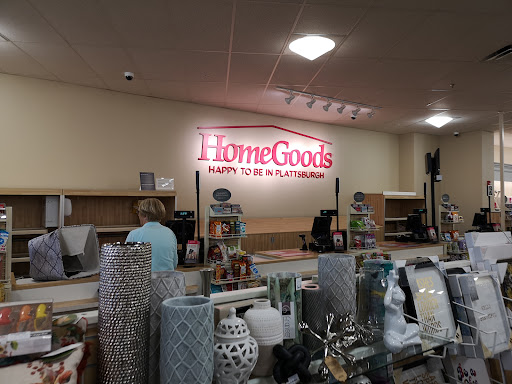 HomeGoods
HAPPY TO BE IN PLATTSBURGH